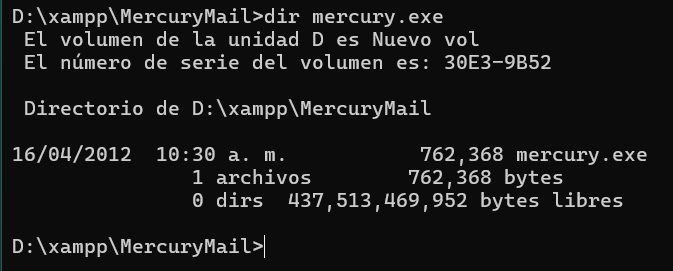 D:\xampp\MercuryMail>dir mercury.exe
El volumen de la unidad D es Nuevo vol
El número de serie del volumen es: 30E3-9B52
Directorio de D:\xampp\MercuryMail
16/04/2012  10:30 a. m.           762,368 mercury.exe
1 archivos        762,368 bytes
0 dirs  437,513,469,952 bytes libres
D:\xampp\MercuryMail>